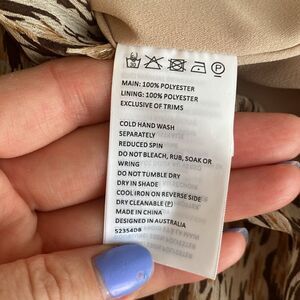 MAIN: 100% POLYESTER
LINING: 100% POLYESTER
EXCLUSIVE OF TRIMS
COLD HAND WASH
SEPARATELY
REDUCED SPIN
DO NOT BLEACH, RUB, SOAK OR
WRING
DO NOT TUMBLE DRY
DRY IN SHADE
COOL IRON ON REVERSE SIDE
DRY CLEANABLE (P)
MADE IN CHINA
DESIGNED IN AUSTRALIA
5235408